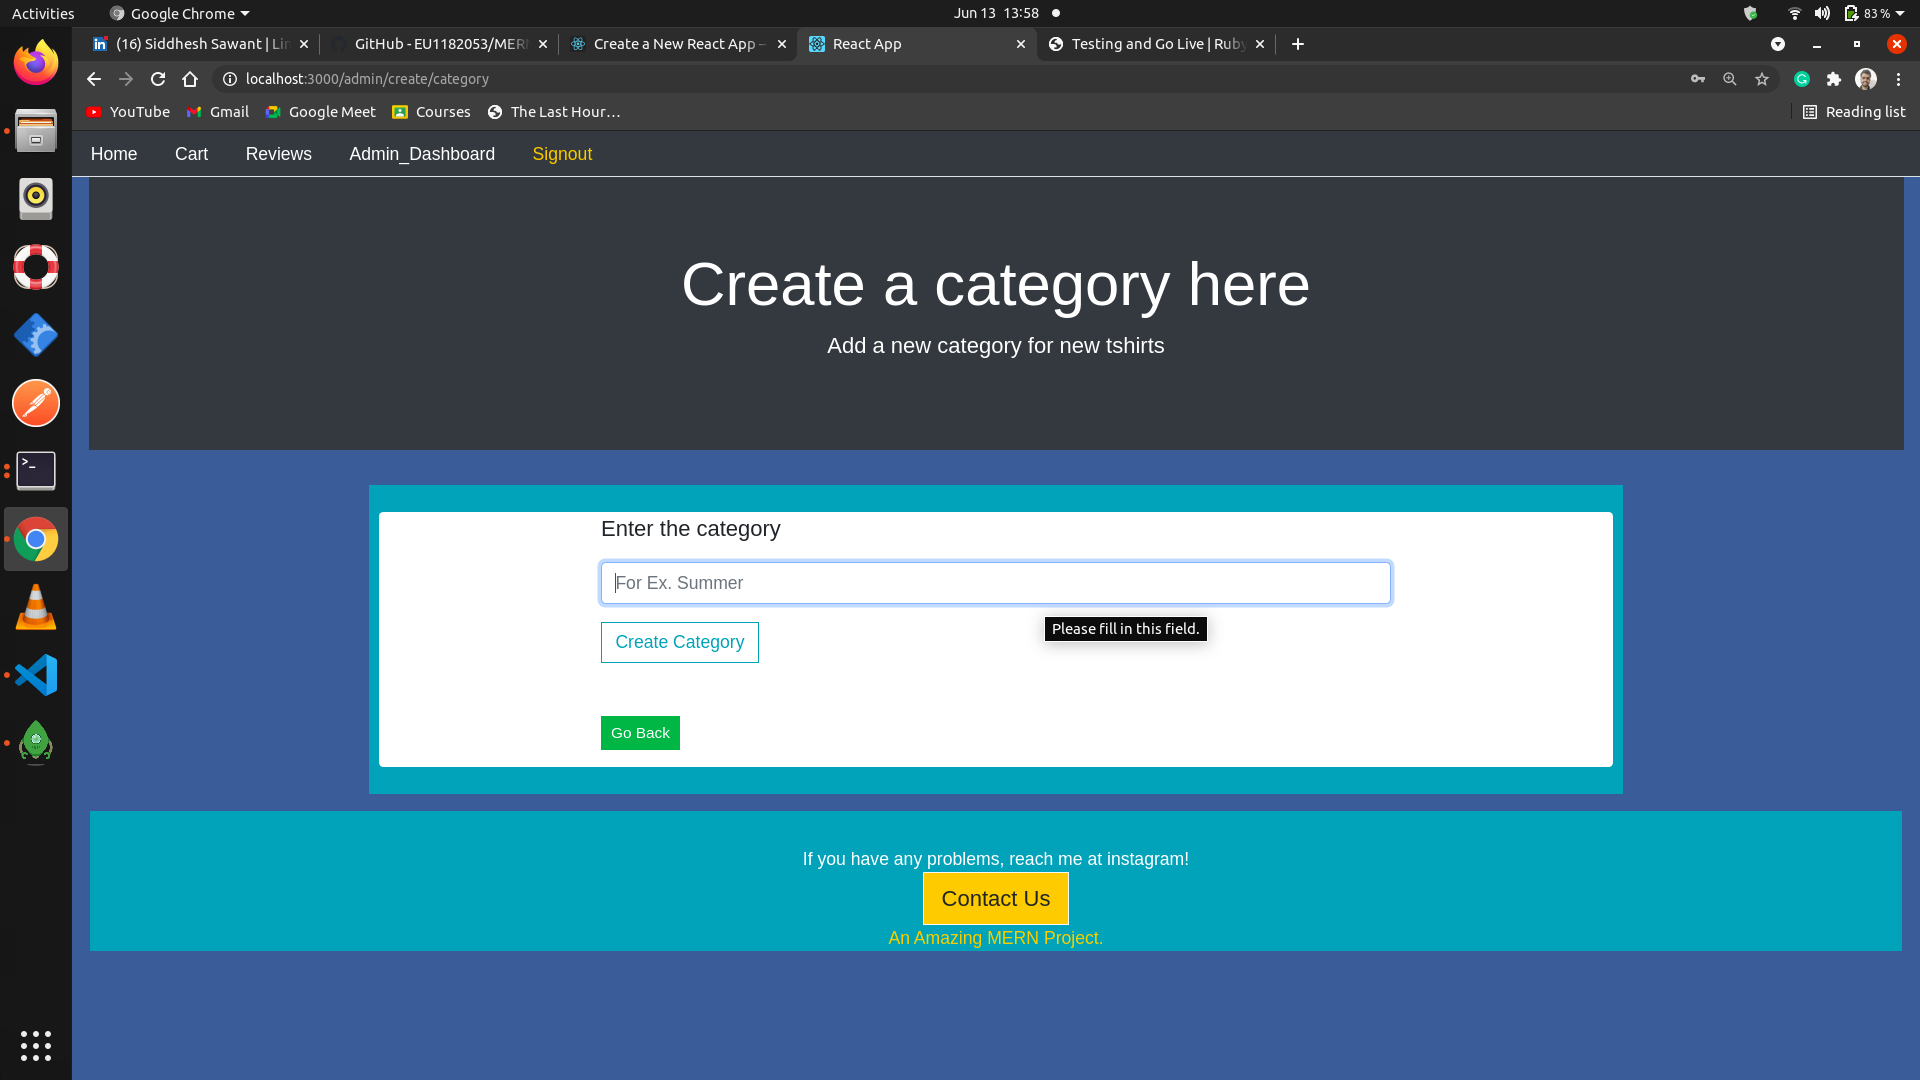 Activities Google Chrome Jun 13 13:58 83 %
(16) Siddhesh Sawant | Lin GitHub - EU1182053/MER Create a New React App – React App Testing and Go Live | Ruby
localhost:3000/admin/create/category
YouTube Gmail Google Meet Courses The Last Hour... Reading list
Home Cart Reviews Admin_Dashboard Signout
Create a category here
Add a new category for new tshirts
Enter the category
For Ex. Summer
Please fill in this field.
Create Category
Go Back
If you have any problems, reach me at instagram!
Contact Us
An Amazing MERN Project.